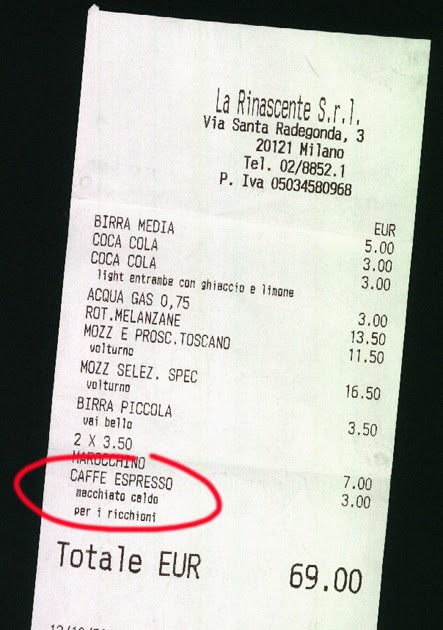 La Rinascente S.r.l.
Via Santa Radegonda, 3
20121 Milano
Tel. 02/8852.1
P. Iva 05034580968
EUR
BIRRA MEDIA 5.00
COCA COLA 3.00
COCA COLA 3.00
light entrambe con ghiaccio e limone
ACQUA GAS 0,75 3.00
ROT.MELANZANE 13.50
MOZZ E PROSC.TOSCANO 11.50
volturno
MOZZ SELEZ. SPEC 16.50
volturno
BIRRA PICCOLA 3.50
vai bello
2 X 3.50
MAROCCHINO 7.00
CAFFE ESPRESSO 3.00
macchiato caldo
per i ricchioni
Totale EUR 69.00